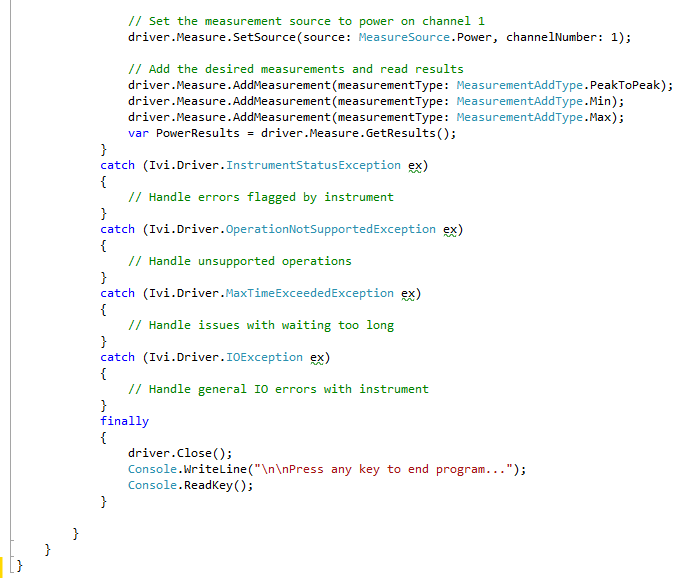 // Set the measurement source to power on channel 1
driver.Measure.SetSource(source: MeasureSource.Power, channelNumber: 1);
// Add the desired measurements and read results
driver.Measure.AddMeasurement(measurementType: MeasurementAddType.PeakToPeak);
driver.Measure.AddMeasurement(measurementType: MeasurementAddType.Min);
driver.Measure.AddMeasurement(measurementType: MeasurementAddType.Max);
var PowerResults = driver.Measure.GetResults();
}
catch (Ivi.Driver.InstrumentStatusException ex)
{
// Handle errors flagged by instrument
}
catch (Ivi.Driver.OperationNotSupportedException ex)
{
// Handle unsupported operations
}
catch (Ivi.Driver.MaxTimeExceededException ex)
{
// Handle issues with waiting too long
}
catch (Ivi.Driver.IOException ex)
{
// Handle general IO errors with instrument
}
finally
{
driver.Close();
Console.WriteLine("\n\nPress any key to end program...");
Console.ReadKey();
}
}
}
}